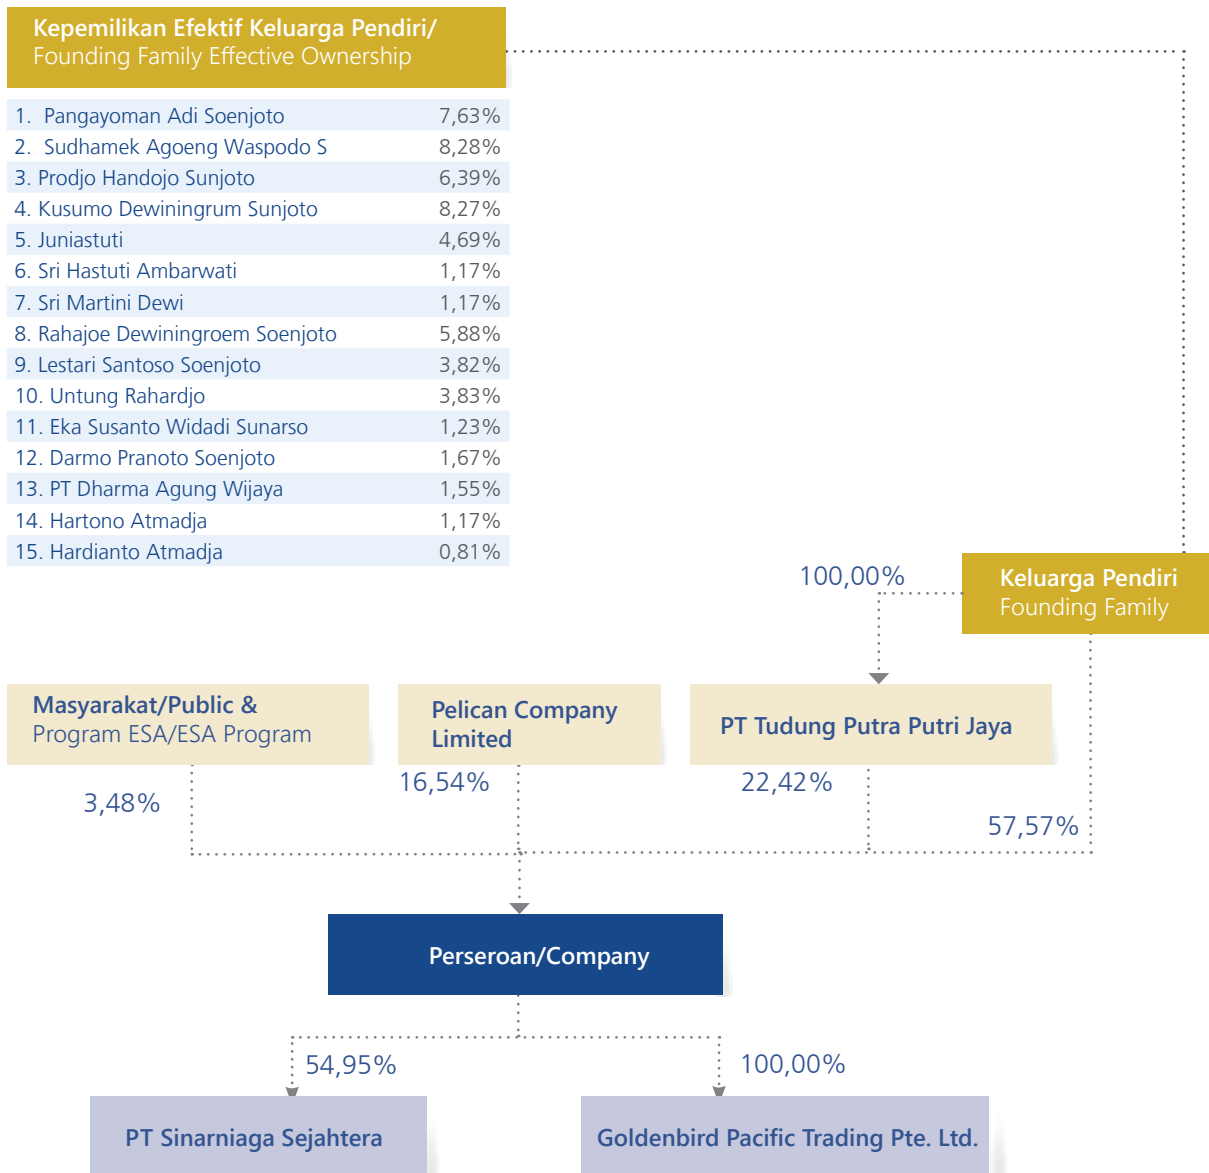 Kepemilikan Efektif Keluarga Pendiri/
Founding Family Effective Ownership
1. Pangayoman Adi Soenjoto 7,63%
2. Sudhamek Agoeng Waspodo S 8,28%
3. Prodjo Handojo Sunjoto 6,39%
4. Kusumo Dewiningrum Sunjoto 8,27%
5. Juniastuti 4,69%
6. Sri Hastuti Ambarwati 1,17%
7. Sri Martini Dewi 1,17%
8. Rahajoe Dewiningroem Soenjoto 5,88%
9. Lestari Santoso Soenjoto 3,82%
10. Untung Rahardjo 3,83%
11. Eka Susanto Widadi Sunarso 1,23%
12. Darmo Pranoto Soenjoto 1,67%
13. PT Dharma Agung Wijaya 1,55%
14. Hartono Atmadja 1,17%
15. Hardianto Atmadja 0,81%
100,00%
Keluarga Pendiri
Founding Family
Masyarakat/Public &
Program ESA/ESA Program
Pelican Company
Limited
PT Tudung Putra Putri Jaya
3,48%
16,54%
22,42%
57,57%
Perseroan/Company
54,95%
100,00%
PT Sinarniaga Sejahtera
Goldenbird Pacific Trading Pte. Ltd.